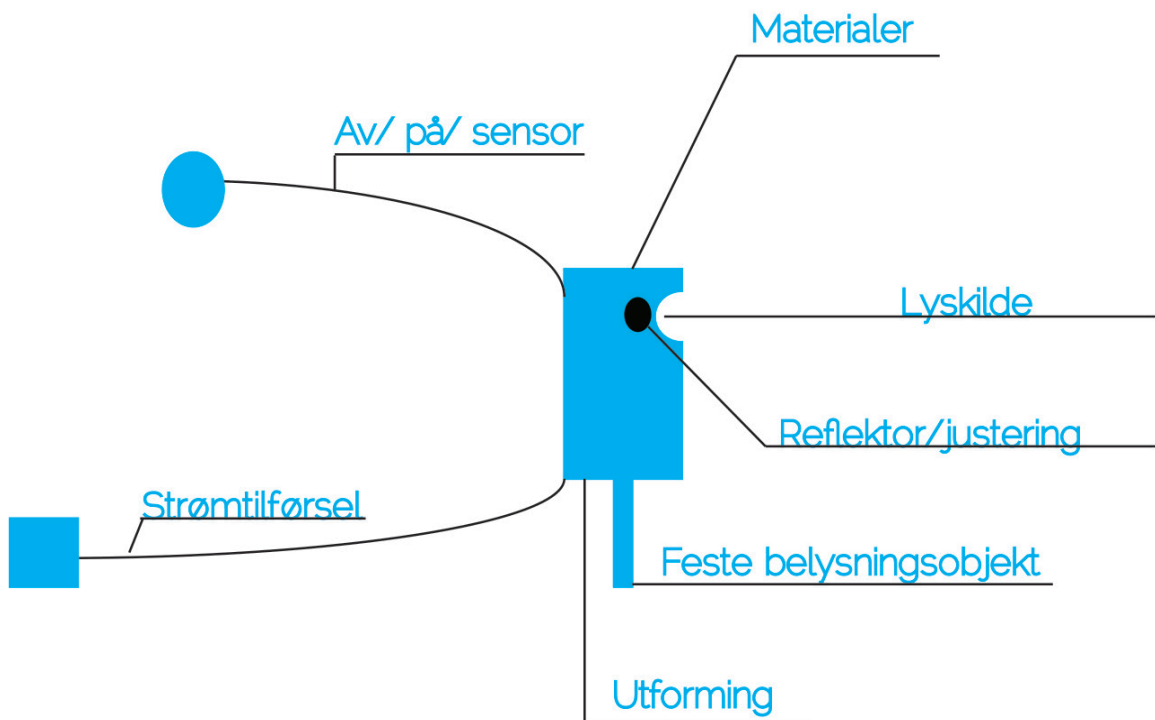 Materialer
Av/ på/ sensor
Lyskilde
Reflektor/justering
Strømtilførsel
Feste belysningsobjekt
Utforming